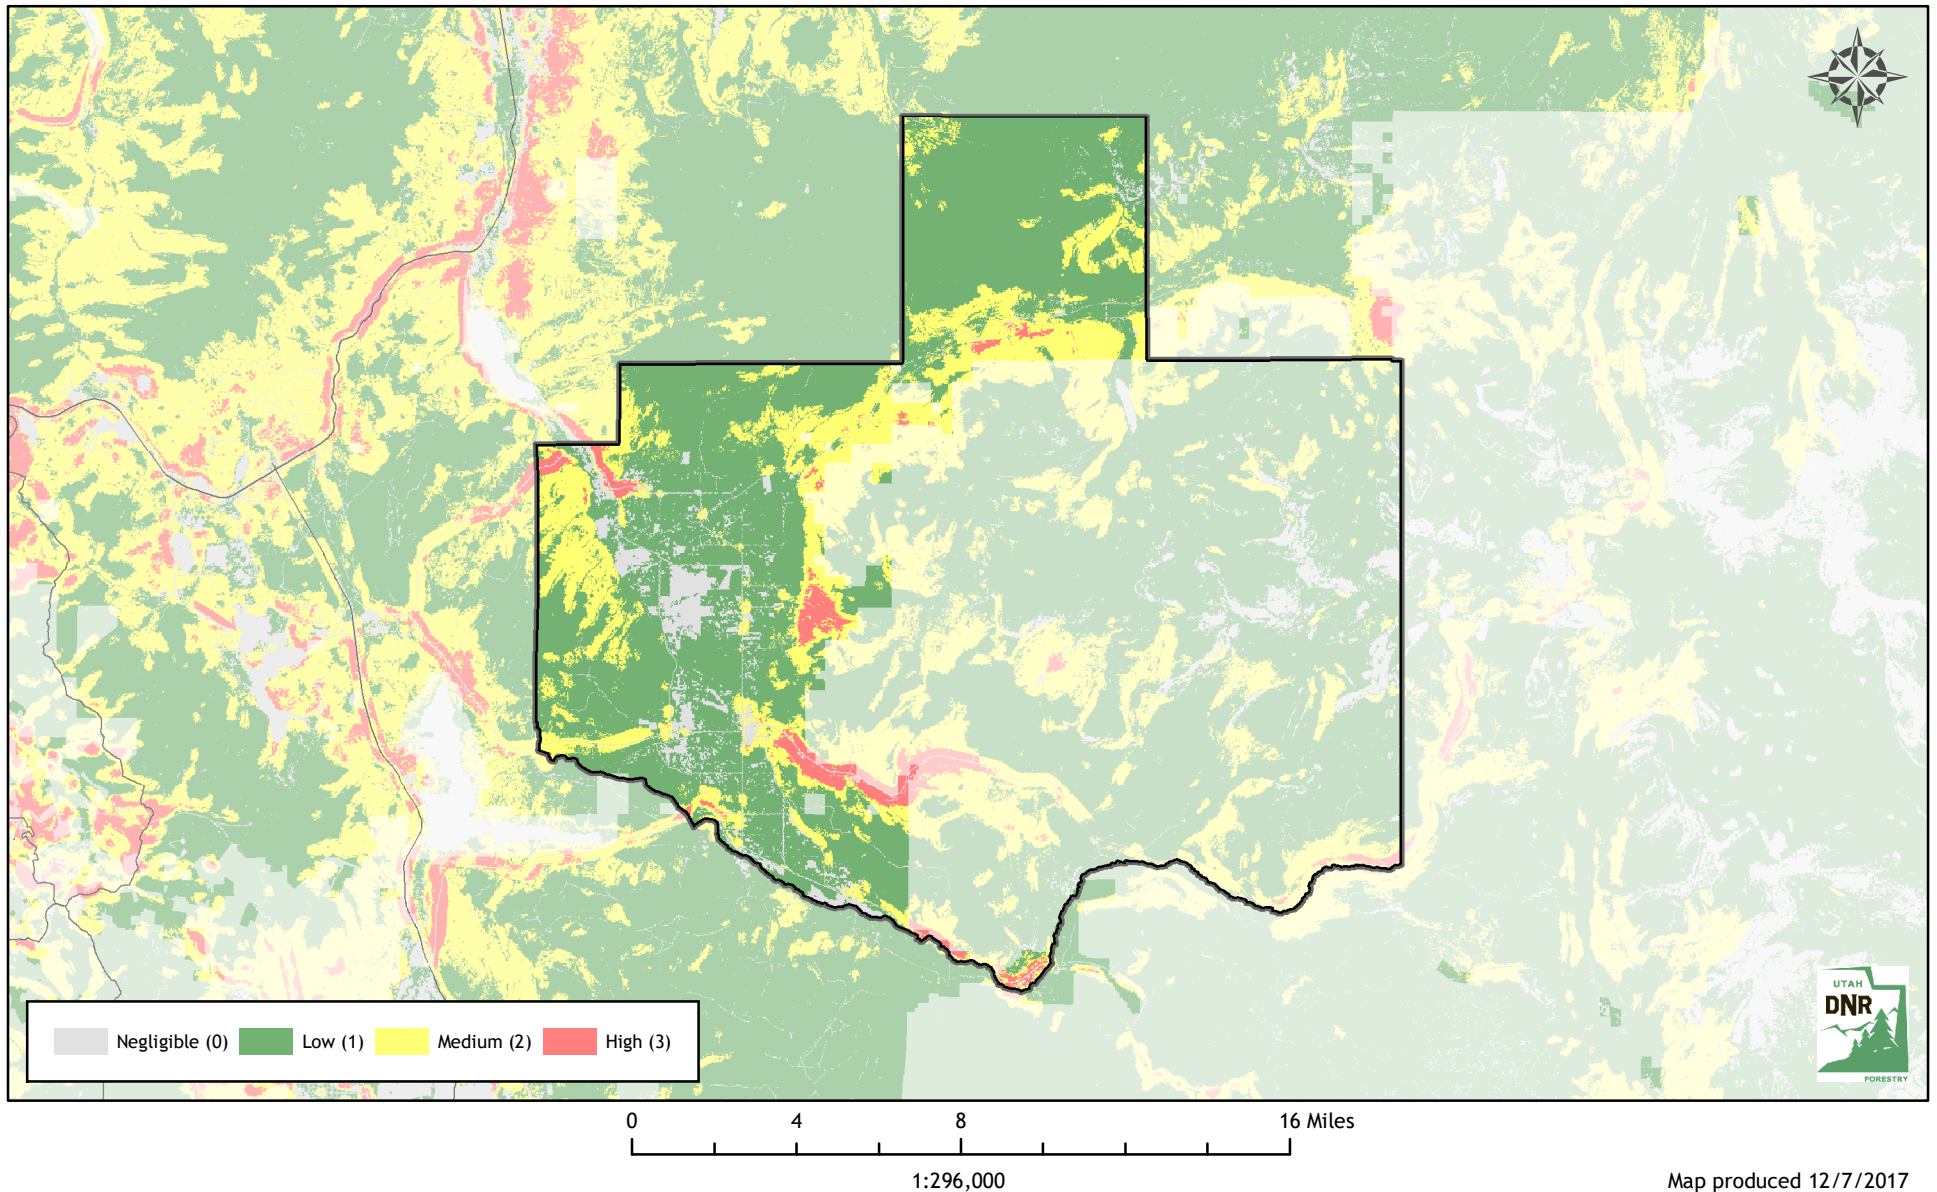 UTAH
DNR
FORESTRY
Negligible (0) Low (1) Medium (2) High (3)
0 4 8 16 Miles
1:296,000
Map produced 12/7/2017